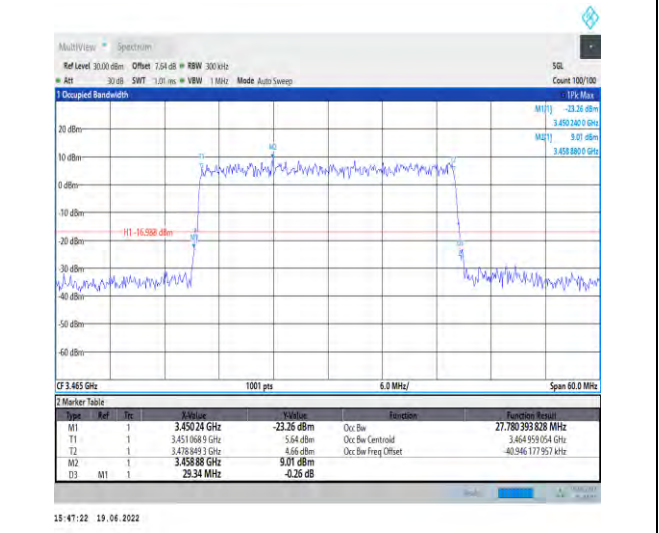 MultiView Spectrum
Ref Level 30.00 dBm Offset 7.64 dB RBW 300 kHz SGL
Att 30 dB SWT 1.01 ms VBW 1 MHz Mode Auto Sweep Count 100/100
1 Occupied Bandwidth 1Pk Max
M1[1] -23.26 dBm
3.450 240 0 GHz
M2[1] 9.01 dBm
3.458 880 0 GHz
20 dBm
M2
10 dBm
T1
0 dBm
-10 dBm
H1 -16.988 dBm
M1
-20 dBm
-30 dBm
-40 dBm
-50 dBm
-60 dBm
CF 3.465 GHz 1001 pts 6.0 MHz/ Span 60.0 MHz
2 Marker Table
Type Ref Trc X-Value Y-Value Function Function Result
M1 1 3.450 24 GHz -23.26 dBm Occ Bw 27.780 393 828 MHz
T1 1 3.451 068 9 GHz 5.64 dBm Occ Bw Centroid 3.464 959 054 GHz
T2 1 3.478 849 3 GHz 4.66 dBm Occ Bw Freq Offset -40.946 177 957 kHz
M2 1 3.458 88 GHz 9.01 dBm
D3 M1 1 29.34 MHz -0.26 dB
15:47:22 19.06.2022